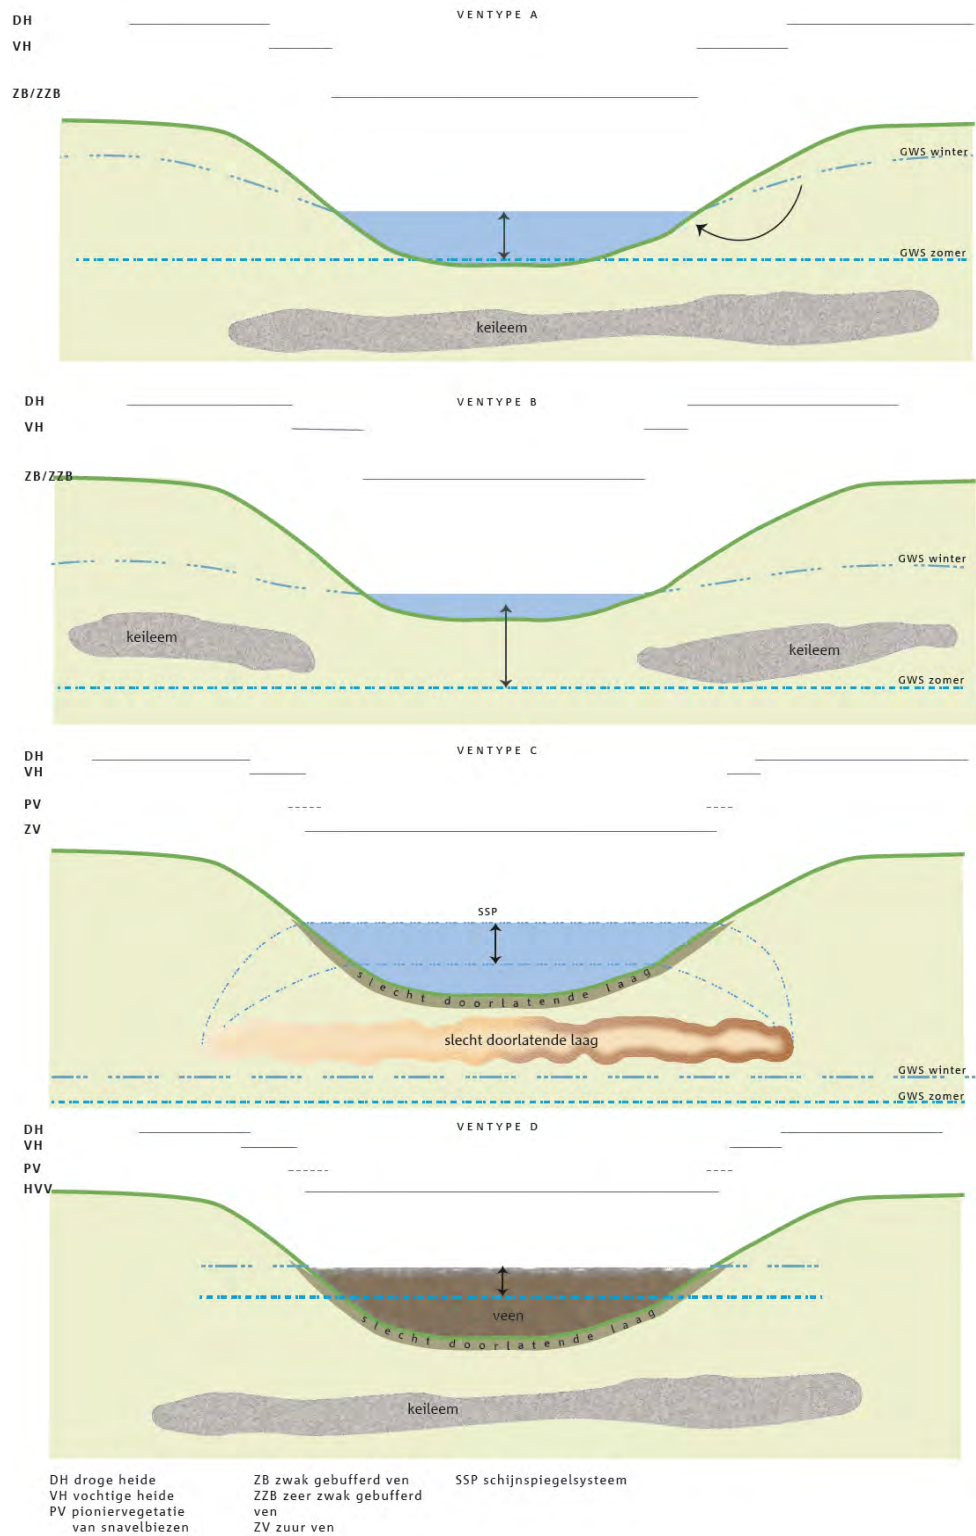 VENTYPE A
DH
VH
ZB/ZZB
GWS winter
GWS zomer
keileem
VENTYPE B
DH
VH
ZB/ZZB
GWS winter
keileem
keileem
GWS zomer
VENTYPE C
DH
VH
PV
ZV
SSP
slecht doorlatende laag
slecht doorlatende laag
GWS winter
GWS zomer
VENTYPE D
DH
VH
PV
HVV
veen
slecht doorlatende laag
keileem
DH droge heide
VH vochtige heide
PV pioniervegetatie
van snavelbiezen
ZB zwak gebufferd ven
ZZB zeer zwak gebufferd
ven
ZV zuur ven
SSP schijnspiegelsysteem